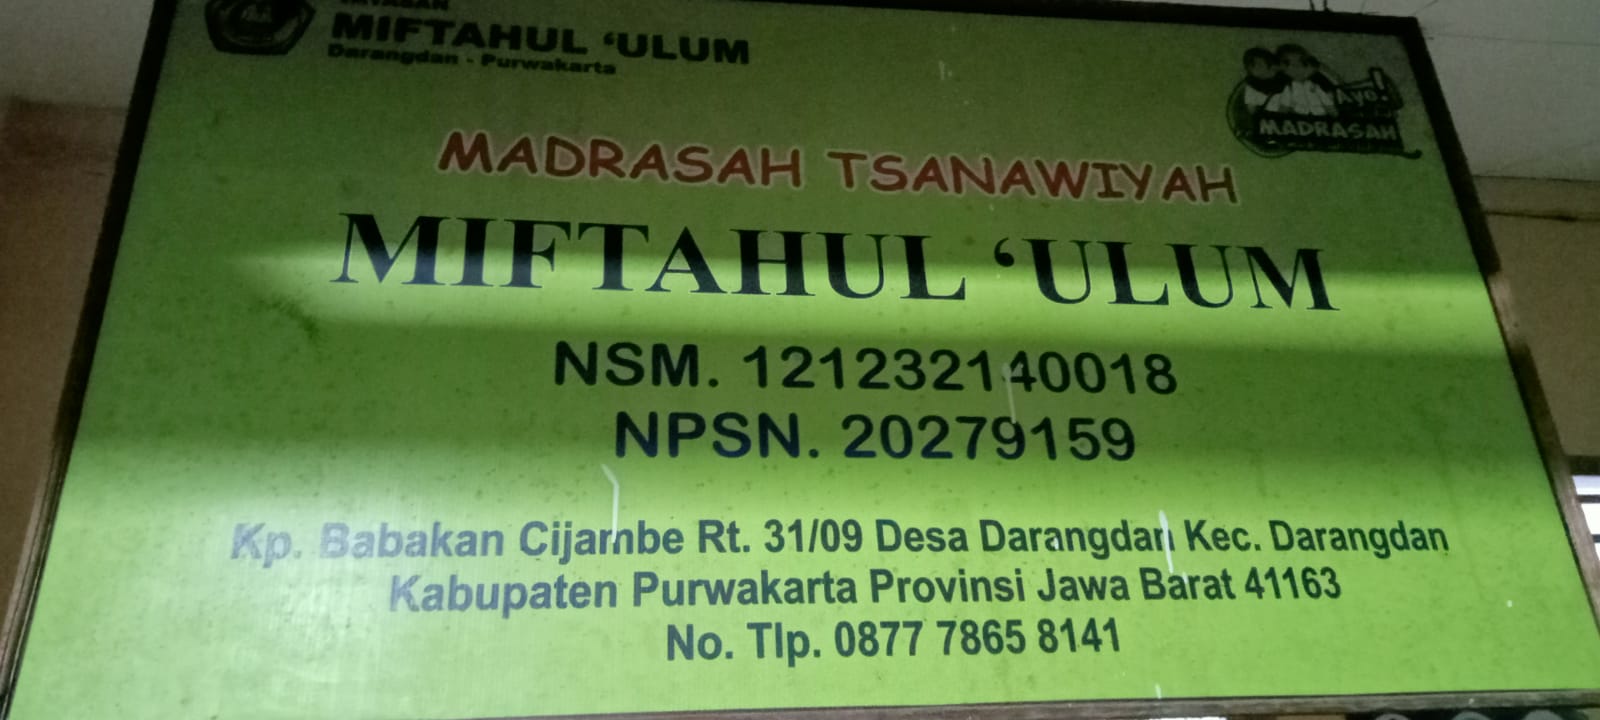 YAYASAN
MIFTAHUL ‘ULUM
Darangdan - Purwakarta
Ayo!
MADRASAH
MADRASAH TSANAWIYAH
MIFTAHUL ‘ULUM
NSM. 121232140018
NPSN. 20279159
Kp. Babakan Cijambe Rt. 31/09 Desa Darangdan Kec. Darangdan
Kabupaten Purwakarta Provinsi Jawa Barat 41163
No. Tlp. 0877 7865 8141